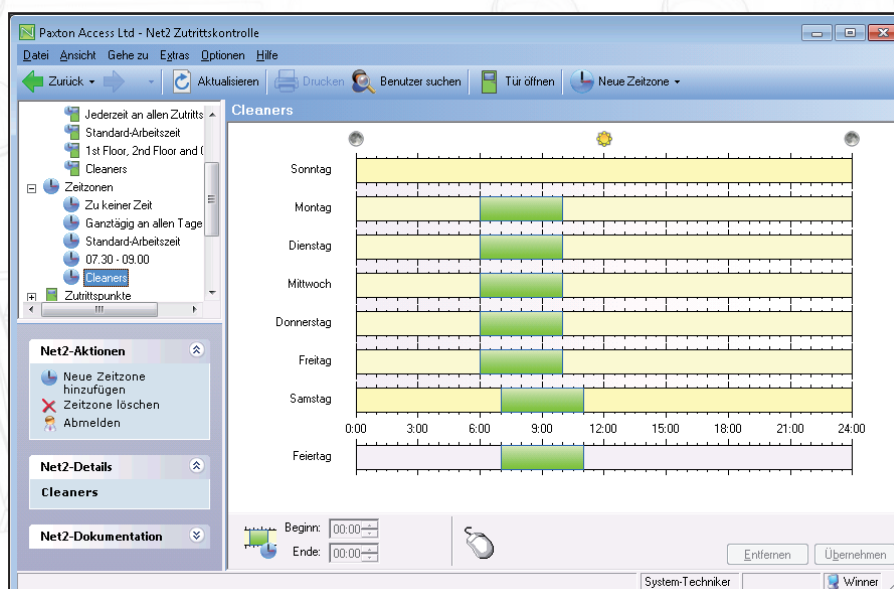 Paxton Access Ltd - Net2 Zutrittskontrolle
Datei Ansicht Gehe zu Extras Optionen Hilfe
Zurück Aktualisieren Drucken Benutzer suchen Tür öffnen Neue Zeitzone
Jederzeit an allen Zutritts
Standard-Arbeitszeit
1st Floor, 2nd Floor and
Cleaners
Zeitzonen
Zu keiner Zeit
Ganztägig an allen Tage
Standard-Arbeitszeit
07.30 - 09.00
Cleaners
Zutrittspunkte
Net2-Aktionen
Neue Zeitzone
hinzufügen
Zeitzone löschen
Abmelden
Net2-Details
Cleaners
Net2-Dokumentation
Cleaners
Sonntag
Montag
Dienstag
Mittwoch
Donnerstag
Freitag
Samstag
0:00 3:00 6:00 9:00 12:00 15:00 18:00 21:00 24:00
Feiertag
Beginn: 00:00
Ende: 00:00
Entfernen Übernehmen
System-Techniker Winner